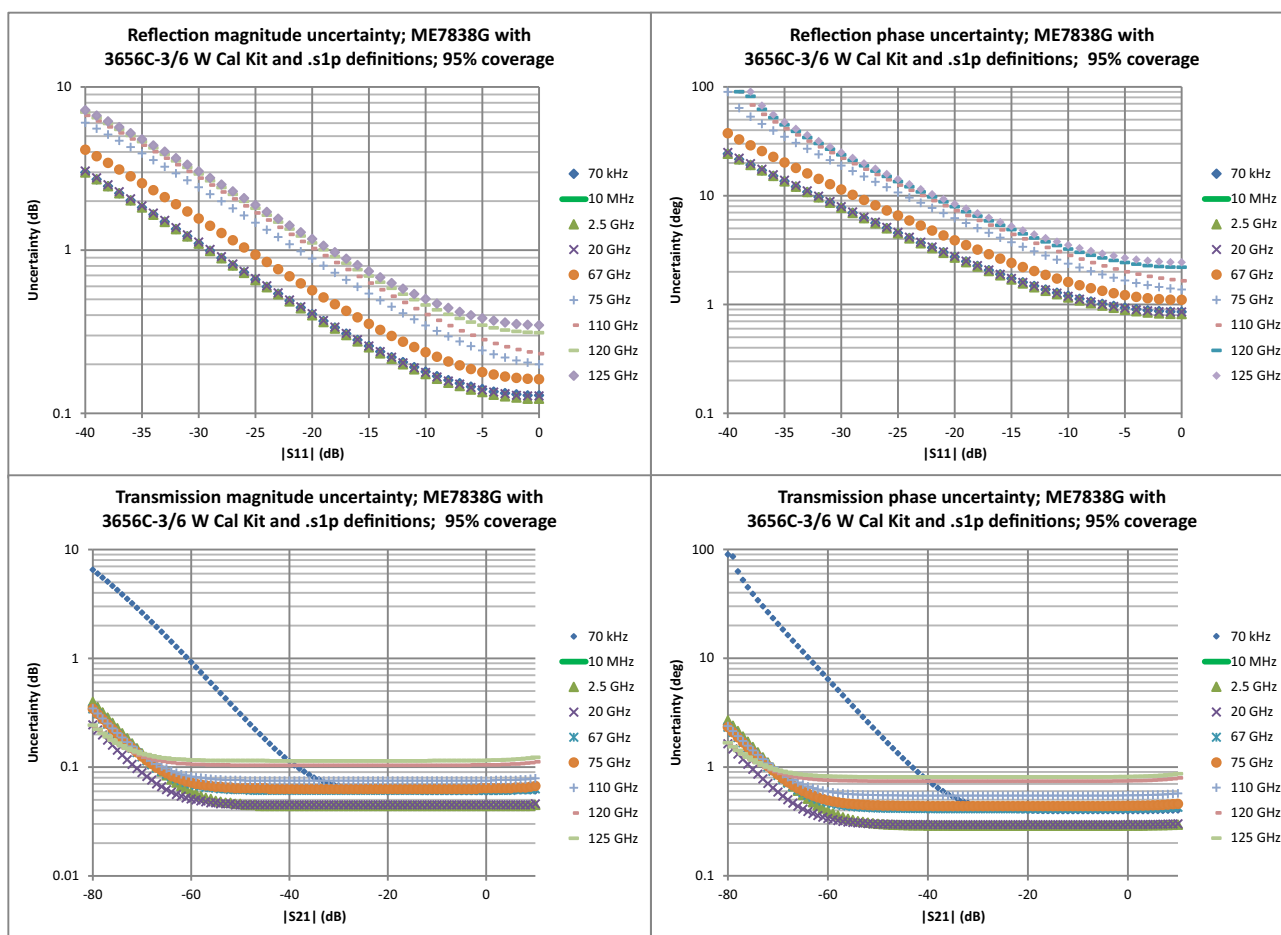 Reflection magnitude uncertainty; ME7838G with
3656C-3/6 W Cal Kit and .s1p definitions; 95% coverage
10
1
0.1
Uncertainty (dB)
-40 -35 -30 -25 -20 -15 -10 -5 0
|S11| (dB)
70 kHz
10 MHz
2.5 GHz
20 GHz
67 GHz
75 GHz
110 GHz
120 GHz
125 GHz
Reflection phase uncertainty; ME7838G with
3656C-3/6 W Cal Kit and .s1p definitions; 95% coverage
100
10
1
0.1
Uncertainty (deg)
-40 -35 -30 -25 -20 -15 -10 -5 0
|S11| (dB)
70 kHz
10 MHz
2.5 GHz
20 GHz
67 GHz
75 GHz
110 GHz
120 GHz
125 GHz
Transmission magnitude uncertainty; ME7838G with
3656C-3/6 W Cal Kit and .s1p definitions; 95% coverage
10
1
0.1
0.01
Uncertainty (dB)
-80 -60 -40 -20 0
|S21| (dB)
70 kHz
10 MHz
2.5 GHz
20 GHz
67 GHz
75 GHz
110 GHz
120 GHz
125 GHz
Transmission phase uncertainty; ME7838G with
3656C-3/6 W Cal Kit and .s1p definitions; 95% coverage
100
10
1
0.1
Uncertainty (deg)
-80 -60 -40 -20 0
|S21| (dB)
70 kHz
10 MHz
2.5 GHz
20 GHz
67 GHz
75 GHz
110 GHz
120 GHz
125 GHz